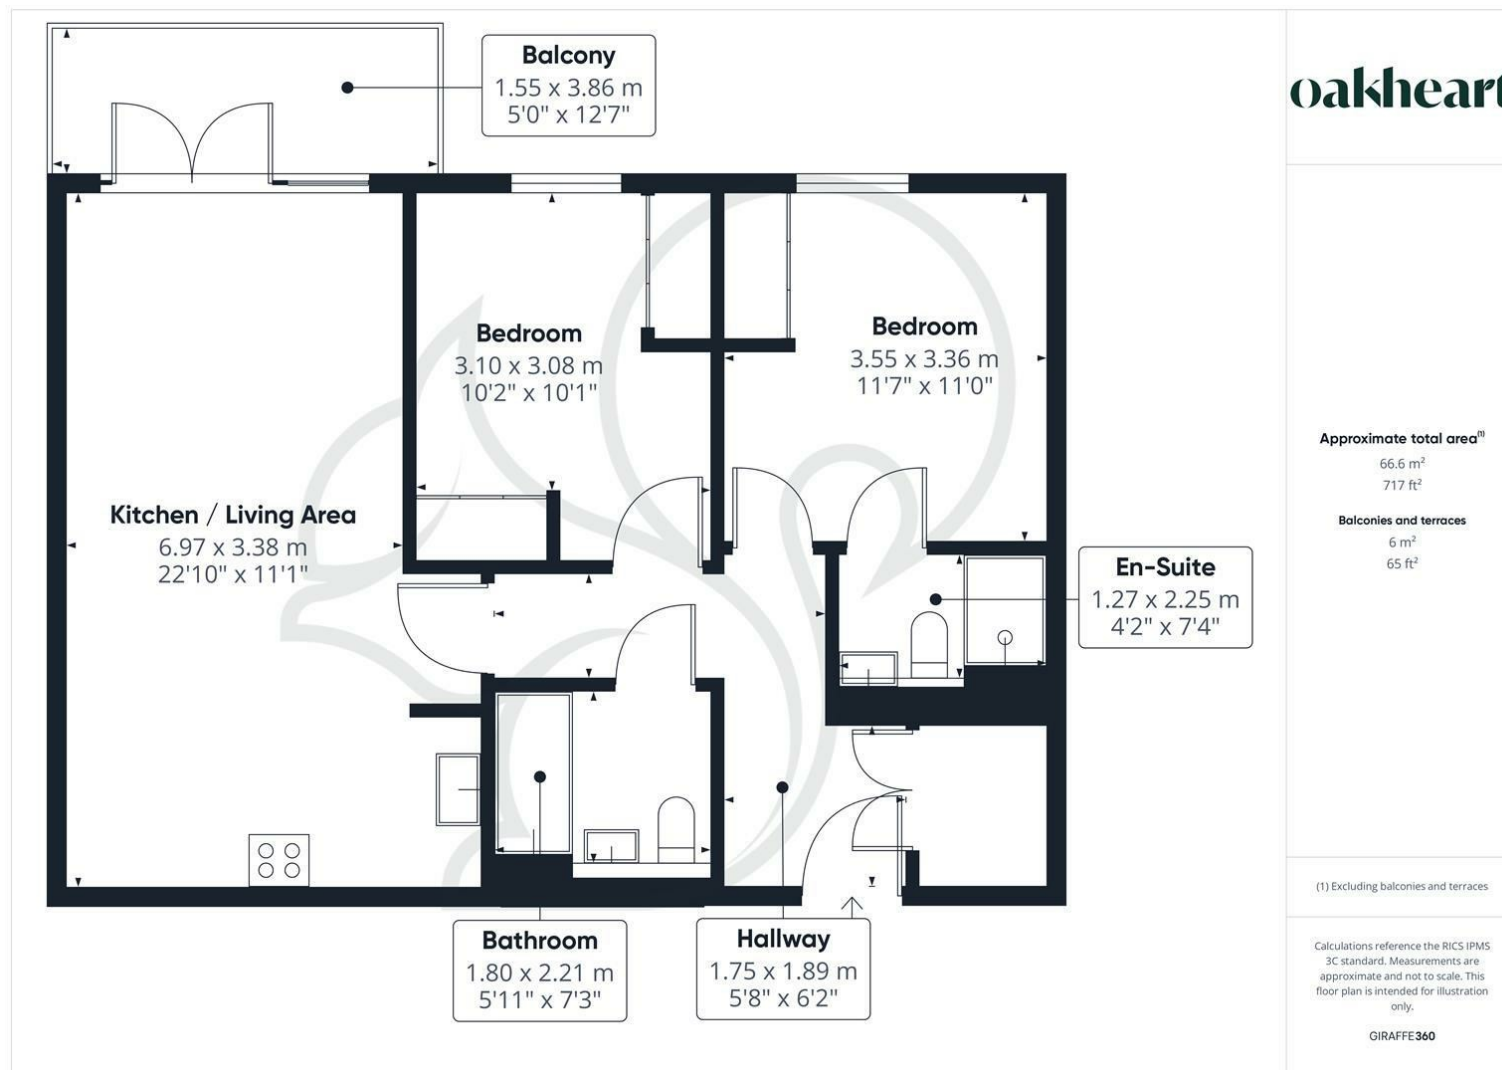 Balcony
1.55 x 3.86 m
5'0" x 12'7"
Bedroom
3.10 x 3.08 m
10'2" x 10'1"
Bedroom
3.55 x 3.36 m
11'7" x 11'0"
Kitchen / Living Area
6.97 x 3.38 m
22'10" x 11'1"
En-Suite
1.27 x 2.25 m
4'2" x 7'4"
Bathroom
1.80 x 2.21 m
5'11" x 7'3"
Hallway
1.75 x 1.89 m
5'8" x 6'2"
oakheart
Approximate total area(1)
66.6 m²
717 ft²
Balconies and terraces
6 m²
65 ft²
(1) Excluding balconies and terraces
Calculations reference the RICS IPMS
3C standard. Measurements are
approximate and not to scale. This
floor plan is intended for illustration
only.
GIRAFFE360